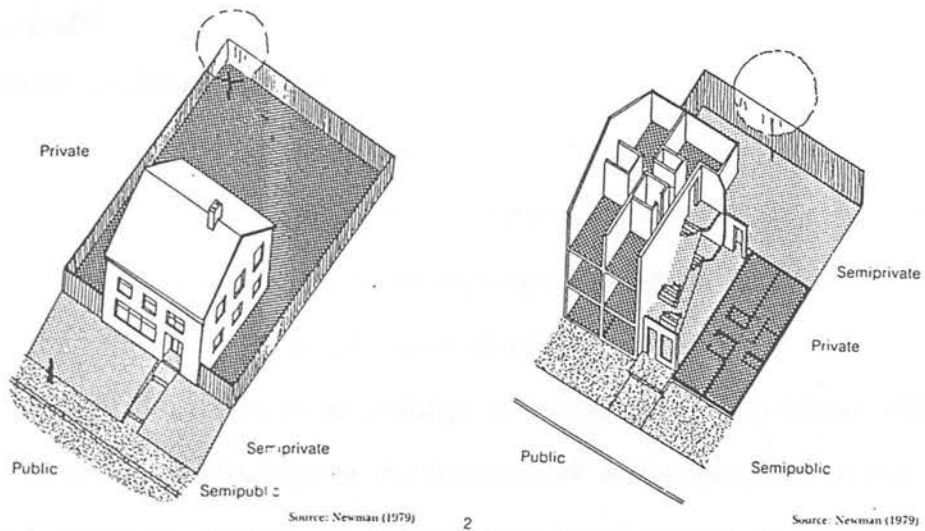 Private
Semiprivate
Public
Semipublic
Source: Newman (1979)
Semiprivate
Private
Public
Semipublic
Source: Newman (1979)
2